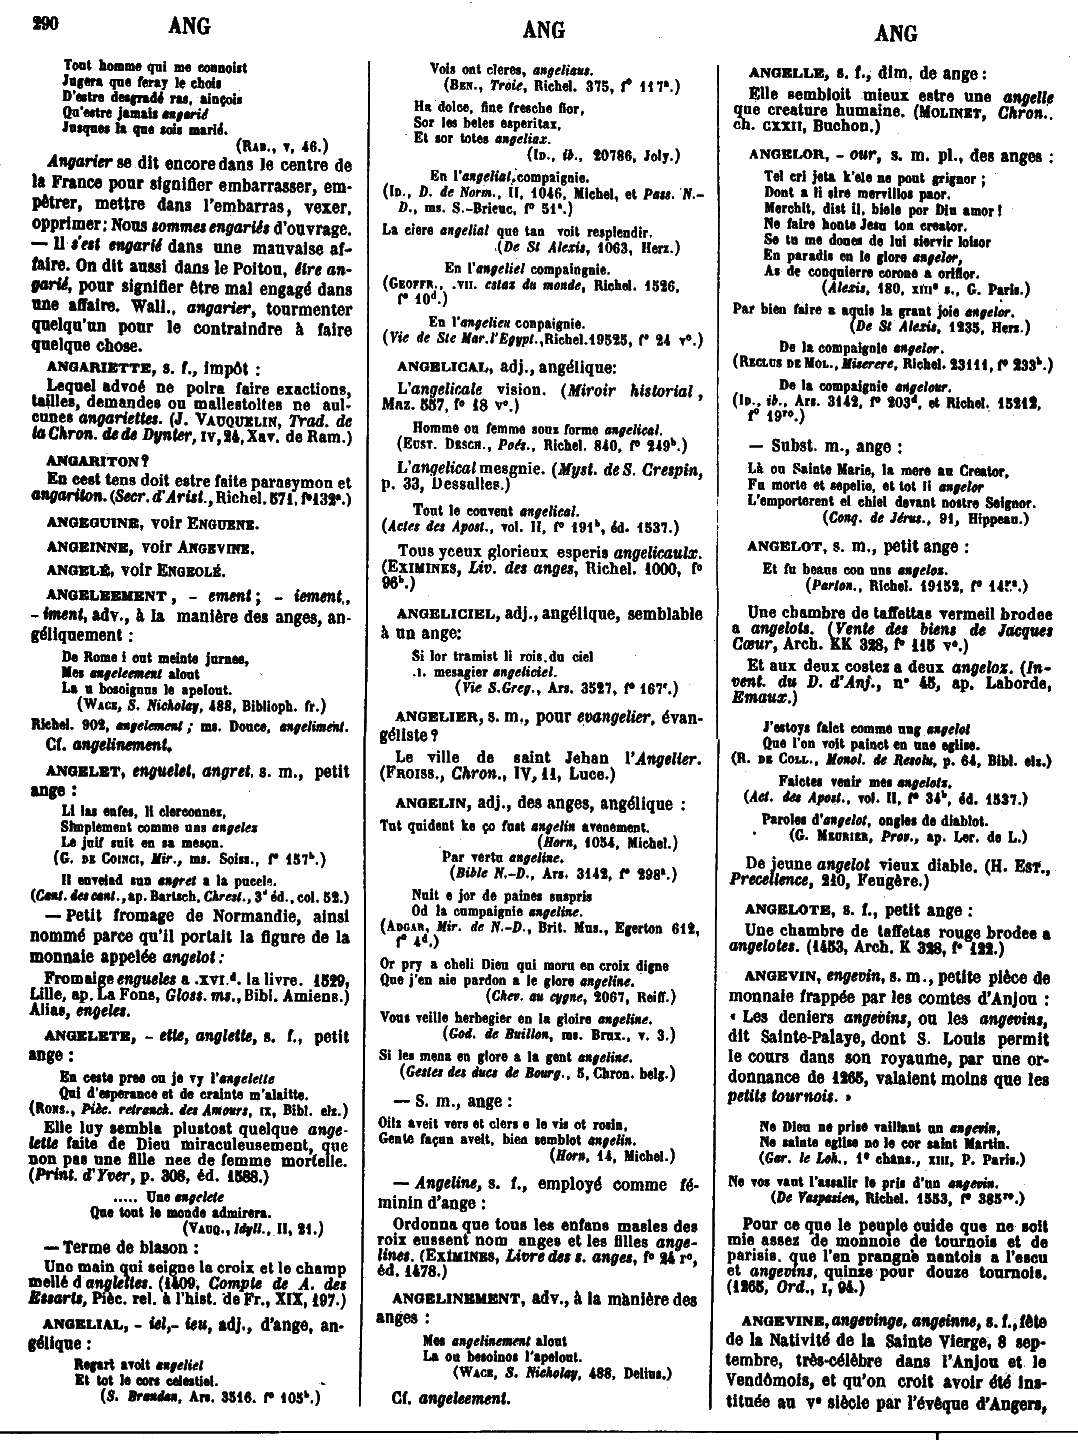 290 ANG
Tout homme qui me connoist
Jugera que feray le chois
D'estre desgradé ras, ainçois
Qu'estre jamais angarié
Jusques la que sois marié.
(RAB., V, 46.)
Angarier se dit encore dans le centre de
la France pour signifier embarrasser, em-
pêtrer, mettre dans l'embarras, vexer,
opprimer: Nous sommes engariés d'ouvrage.
— Il s'est engarié dans une mauvaise af-
faire. On dit aussi dans le Poitou, être an-
garié, pour signifier être mal engagé dans
une affaire. Wall., angarier, tourmenter
quelqu'un pour le contraindre à faire
quelque chose.
ANGARIETTE, s. f., impôt :
Lequel advoé ne polra faire exactions,
tailles, demandes ou mallestoltes ne aul-
cunes angariettes. (J. VAUQUELIN, Trad. de
la Chron. de de Dynter, IV, 24, Xav. de Ram.)
ANGARITON?
En cest tens doit estre faite parasymon et
angariton. (Secr. d'Arist., Richel. 571, f° 132ª.)
ANGEGUINE, voir ENGUENE.
ANGEINNE, voir ANGEVINE.
ANGELÉ, voir ENGEOLÉ.
ANGELEEMENT, - ement; - iement,
- iment, adv., à la manière des anges, an-
géliquement :
De Rome i out meinte jurnee,
Mes angeleement alout
La u bosoignus le apelout.
(WACE, S. Nicholay, 488, Biblioph. fr.)
Richel. 902, angelement; ms. Douce, angeliment.
Cf. angelinement.
ANGELET, enguelet, angret, s. m., petit
ange :
Li las enfes, li clerconnez,
Simplement comme uns angelez
Le juif suit en sa meson.
(G. DE COINCI, Mir., ms. Soiss., f° 157ᵇ.)
Il enveiad sun angret a la pucele.
(Cant. des cant., ap. Bartsch, Chrest., 3ᵈ éd., col. 52.)
— Petit fromage de Normandie, ainsi
nommé parce qu'il portait la figure de la
monnaie appelée angelot :
Fromaige engueles a .XVI.ᵈ. la livre. 1529,
Lille, ap. La Fons, Gloss. ms., Bibl. Amiens.)
Alias, engeles.
ANGELETE, - etie, anglette, s. f., petit
ange :
En ceste pree ou je vy l'angelette
Qui d'esperance et de crainte m'alaitte.
(RONS., Pièc. retranch. des Amours, IX, Bibl. elz.)
Elle luy sembla plustost quelque ange-
lette faite de Dieu miraculeusement, que
non pas une fille nee de femme mortelle.
(Print. d'Yver, p. 308, éd. 1588.)
..... Une angelete
Que tout le monde admirera.
(VAUQ., Idyll., II, 21.)
— Terme de blason :
Une main qui seigne la croix et le champ
mellé d anglettes. (1409, Compte de A. des
Essarts, Pièc. rel. à l'hist. de Fr., XIX, 197.)
ANGELIAL, - iel, - ieu, adj., d'ange, an-
gélique :
Regart avoit angeliel
Et tot le cors celestiel.
(S. Brandan, Ars. 3516, f° 105ᵇ.)
ANG
Vois ont cleres, angeliaus.
(BEN., Troie, Richel. 375, f° 117ª.)
Ha dolce, fine fresche flor,
Sor les beles esperitax,
Et sor totes angeliax.
(ID., ib., 20786, Joly.)
En l'angelial compaignie.
(ID., D. de Norm., II, 1046, Michel, et Pass. N.-
D., ms. S.-Brieuc, f° 51ª.)
La ciere angelial que tan voit resplendir.
(De St Alexis, 1063, Herz.)
En l'angeliel compaingnie.
(GEOFFR., .VII. estaz du monde, Richel. 1526,
f° 10ᵈ.)
En l'angelieu conpaignie.
(Vie de Ste Mar. l'Egypt., Richel. 19525, f° 24 v°.)
ANGELICAL, adj., angélique:
L'angelicale vision. (Miroir historial,
Maz. 557, f° 18 v°.)
Homme ou femme souz forme angelical.
(EUST. DESCH., Poés., Richel. 840, f° 249ᵇ.)
L'angelical mesgnie. (Myst. de S. Crespin,
p. 33, Dessalles.)
Tout le couvent angelical.
(Actes des Apost., vol. II, f° 191ᵇ, éd. 1537.)
Tous yceux glorieux esperis angelicaulx.
(EXIMINES, Liv. des anges, Richel. 1000, f°
96ᵇ.)
ANGELICIEL, adj., angélique, semblable
à un ange:
Si lor tramist li rois du ciel
.I. mesagier angeliciel.
(Vie S. Greg., Ars. 3527, f° 167ᶜ.)
ANGELIER, s. m., pour evangelier, évan-
géliste?
Le ville de saint Jehan l'Angelier.
(FROISS., Chron., IV, 11, Luce.)
ANGELIN, adj., des anges, angélique :
Tut quident ke ço fust angelin avenement.
(Horn, 1054, Michel.)
Par vertu angeline.
(Bible N.-D., Ars. 3142, f° 298ª.)
Nuit e jor de paines suspris
Od la cumpaignie angeline.
(ADGAR, Mir. de N.-D., Brit. Mus., Egerton 612,
f° 4ᵈ.)
Or pry a cheli Dieu qui moru en croix digne
Que j'en aie pardon a le glore angeline.
(Chev. au cygne, 2067, Reiff.)
Vous veille herbegier en la gloire angeline.
(God. de Buillon, ms. Brux., v. 3.)
Si les mena en glore a la gent angeline.
(Gestes des ducs de Bourg., 5, Chron. belg.)
— S. m., ange :
Oilz aveit vers et clers e le vis ot rosin,
Gente façun aveit, bien semblot angelin.
(Horn, 14, Michel.)
— Angeline, s. f., employé comme fé-
minin d'ange :
Ordonna que tous les enfans masles des
roix eussent nom anges et les filles ange-
lines. (EXIMINES, Livre des s. anges, f° 24 r°,
éd. 1478.)
ANGELINEMENT, adv., à la manière des
anges :
Mes angelinement alout
La ou besoinos l'apelout.
(WACE, S. Nicholay, 488, Delius.)
Cf. angeleement.
ANG
ANGELLE, s. f., dim. de ange :
Elle sembloit mieux estre une angelle
que creature humaine. (MOLINET, Chron.,
ch. CXXII, Buchon.)
ANGELOR, - our, s. m. pl., des anges :
Tel cri jeta k'ele ne pout grignor ;
Dont a li sire mervillos paor.
Merchit, dist il, biele por Diu amor !
Ne faire honte Jesu ton creator.
Se tu me doues de lui siervir loisor
En paradis en le glore angelor,
As de conquierre corone a oriflor.
(Alexis, 180, XIIIᵉ s., G. Paris.)
Par bien faire a aquis la grant joie angelor.
(De St Alexis, 1235, Herz.)
De la compaignie angelor.
(RECLUS DE MOL., Miserere, Richel. 23111, f° 233ᵇ.)
De la compaignie angelour.
(ID., ib., Ars. 3142, f° 203ᵈ, et Richel. 15212,
f° 19ʳᵒ.)
— Subst. m., ange :
Là ou Sainte Marie, la mere au Creator,
Fu morte et sepelie, et tot li angelor
L'emporterent el chiel devant nostre Seignor.
(Conq. de Jérus., 91, Hippeau.)
ANGELOT, s. m., petit ange :
Et fu beaus con uns angeloz.
(Parton., Richel. 19152, f° .)
Une chambre de taffettas vermeil brodee
a angelots. (Vente des biens de Jacques
Cœur, Arch. KK 328, f° 115 v°.)
Et aux deux costez a deux angelox. (In-
vent. du D. d'Anj., n° 45, ap. Laborde,
Emaux.)
J'estoys faict comme ung angelot
Que l'on voit painct en une eglise.
(R. DE COLL., Monol. de Resolu, p. 64, Bibl. elz.)
Faictes venir mes angelotz.
(Act. des Apost., vol. II, f° 34ᵇ, éd. 1537.)
Paroles d'angelot, ongles de diablot.
(G. MEURIER, Prov., ap. Ler. de L.)
De jeune angelot vieux diable. (H. EST.,
Precellence, 210, Feugère.)
ANGELOTE, s. f., petit ange :
Une chambre de taffetas rouge brodee a
angelotes. (1453, Arch. K 328, f° 122.)
ANGEVIN, engevin, s. m., petite pièce de
monnaie frappée par les comtes d'Anjou :
« Les deniers angevins, ou les angevins,
dit Sainte-Palaye, dont S. Louis permit
le cours dans son royaume, par une or-
donnance de 1265, valaient moins que les
petits tournois. »
Ne Dieu ne prise vaillant un angevin,
Ne sainte eglise ne le cor saint Martin.
(Gar. le Loh., 1ᵉ chans., XIII, P. Paris.)
Ne vos vaut l'assalir le pris d'un angevin.
(De Vaspasien, Richel. 1553, f° 385ʳᵒ.)
Pour ce que le peuple cuide que ne soit
mie assez de monnoie de tournois et de
parisis, que l'en prangne nantois a l'escu
et angevins, quinze pour douze tournois.
(1265, Ord., I, 94.)
ANGEVINE, angevinge, angeinne, s. f., fête
de la Nativité de la Sainte Vierge, 8 sep-
tembre, très-célèbre dans l'Anjou et le
Vendômois, et qu'on croit avoir été ins-
tituée au Vᵉ siècle par l'évêque d'Angers,